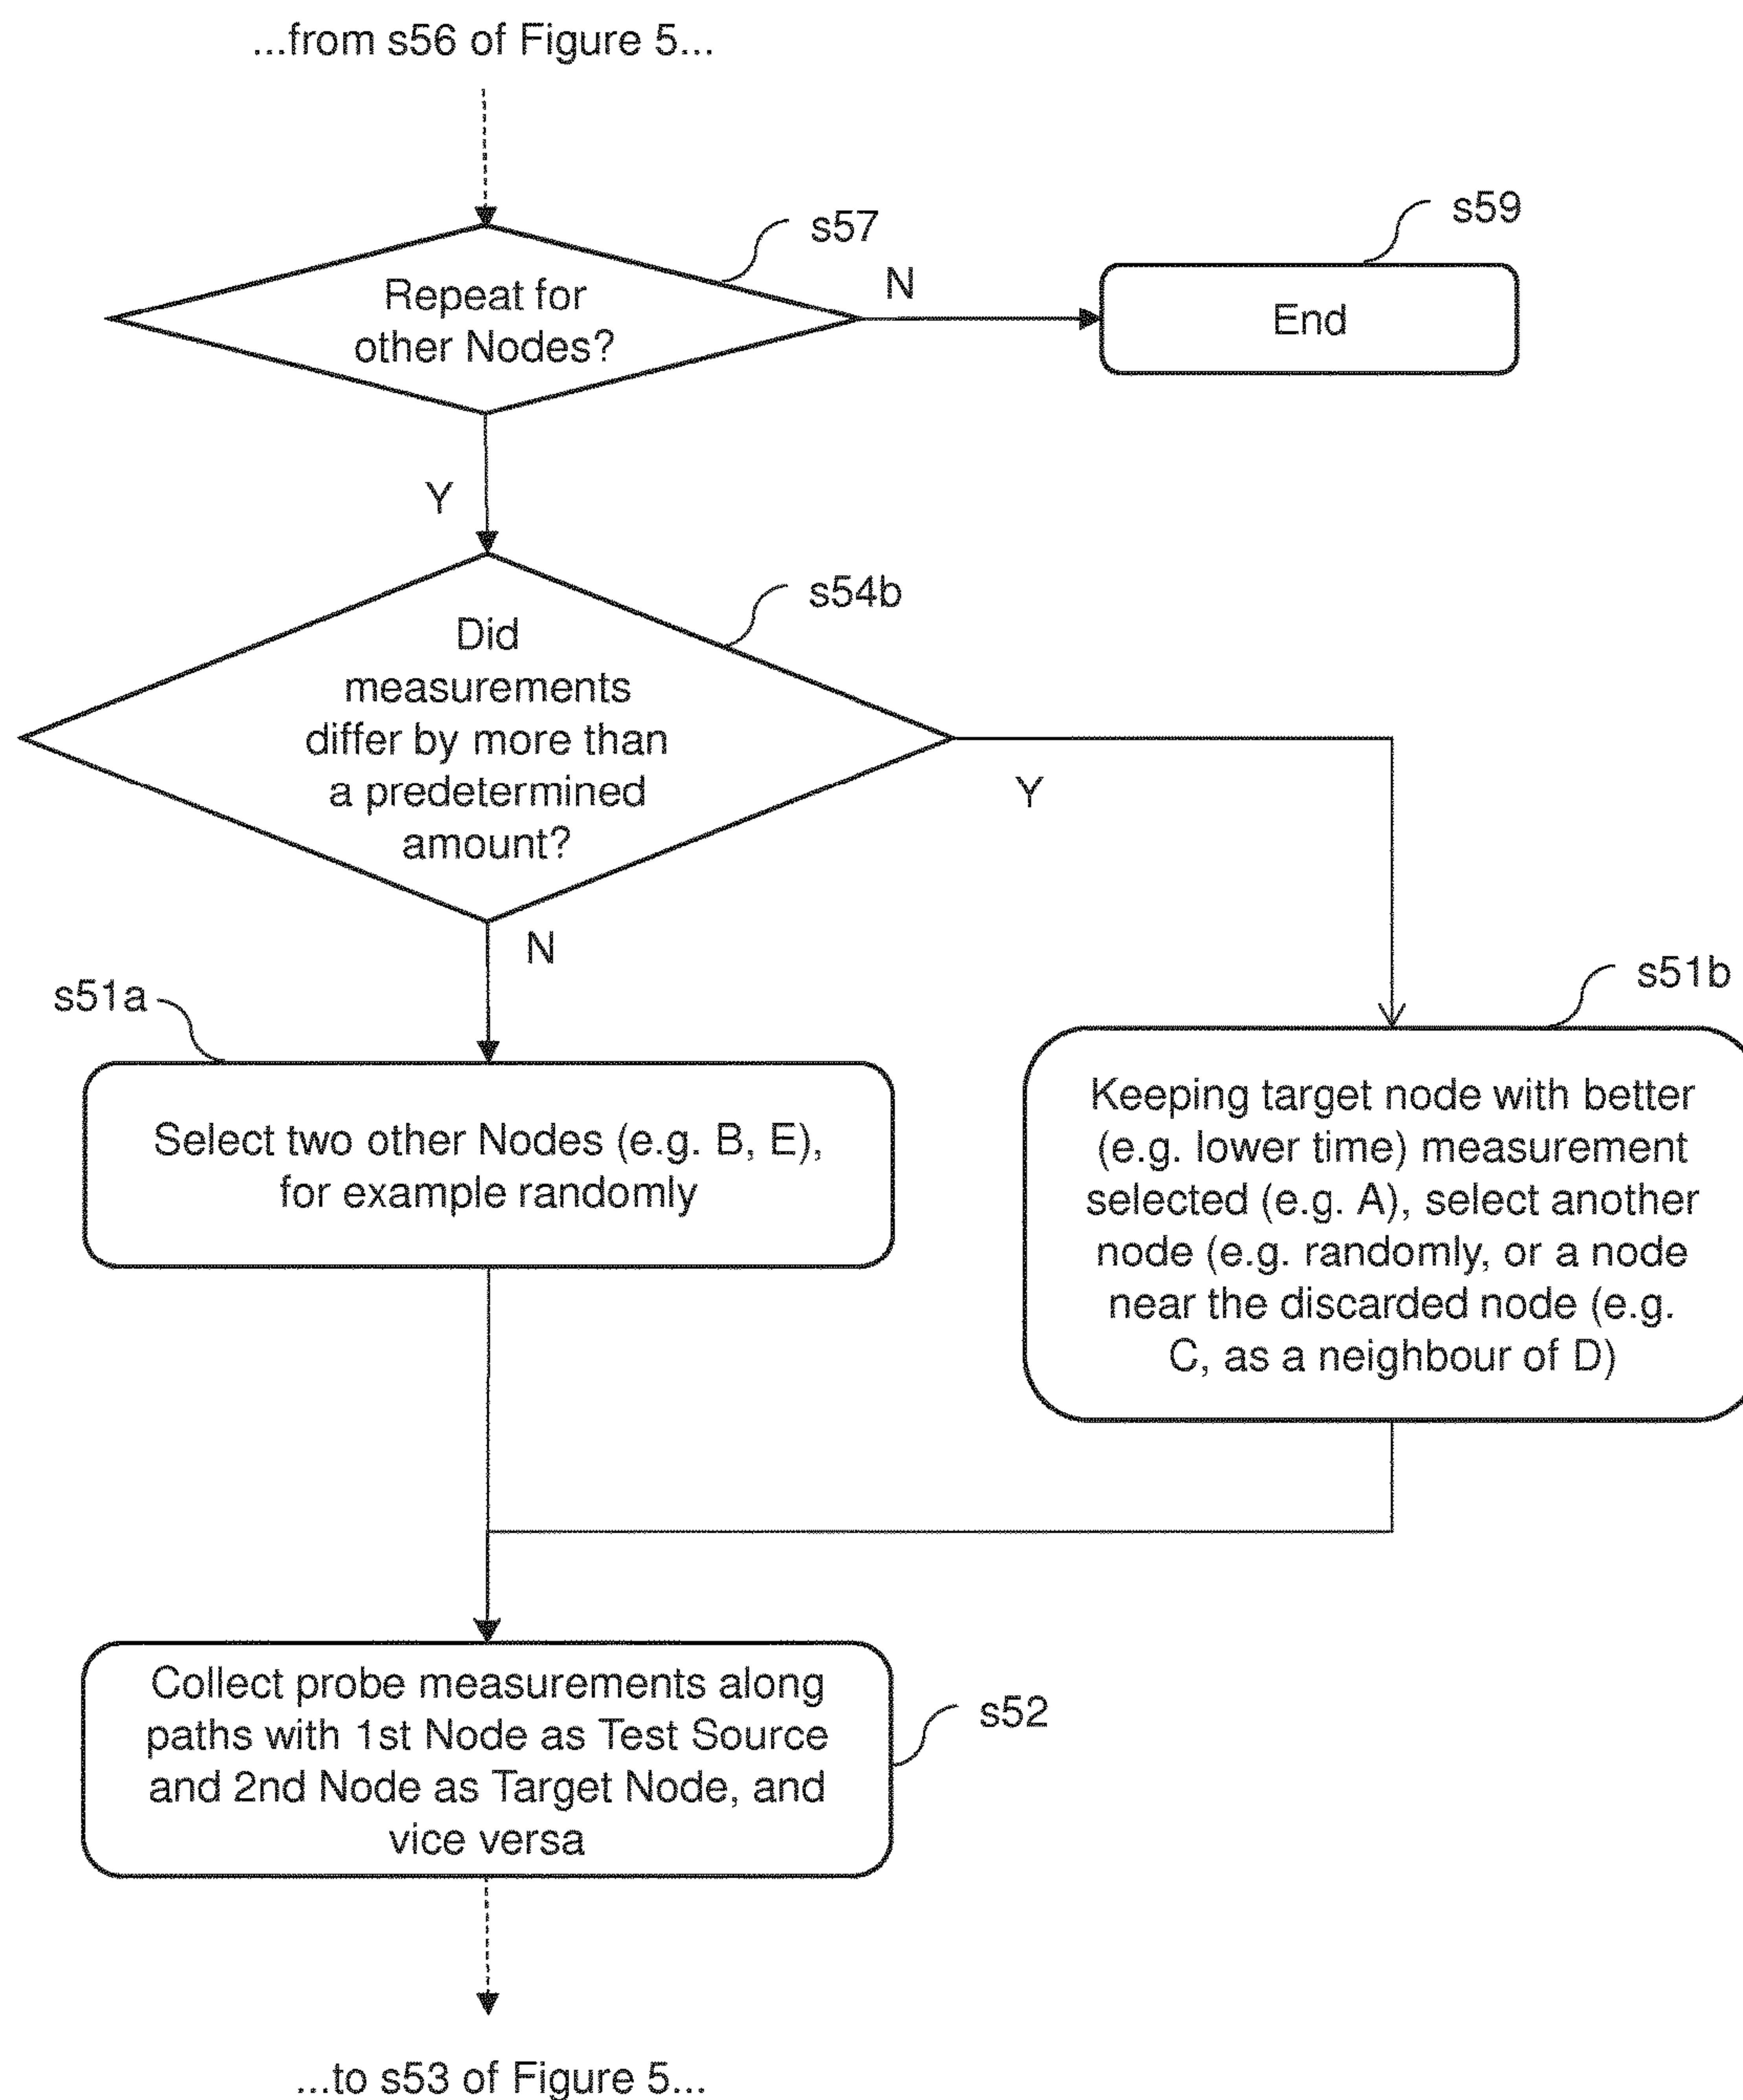 ...from s56 of Figure 5...
s57
s59
Repeat for
other Nodes?
N
End
Y
s54b
Did
measurements
differ by more than
a predetermined
amount?
Y
N
s51a
s51b
Select two other Nodes (e.g. B, E),
for example randomly
Keeping target node with better
(e.g. lower time) measurement
selected (e.g. A), select another
node (e.g. randomly, or a node
near the discarded node (e.g.
C, as a neighbour of D)
Collect probe measurements along
paths with 1st Node as Test Source
and 2nd Node as Target Node, and
vice versa
s52
...to s53 of Figure 5...